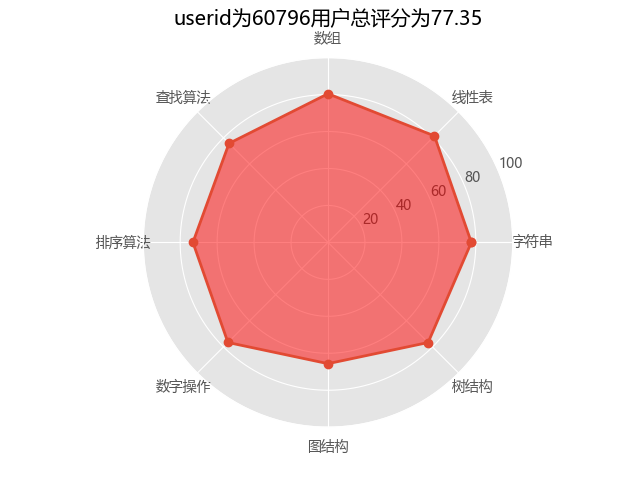 userid为60796用户总评分为77.35
数组
查找算法
线性表
100
80
60
40
20
排序算法
字符串
数字操作
树结构
图结构